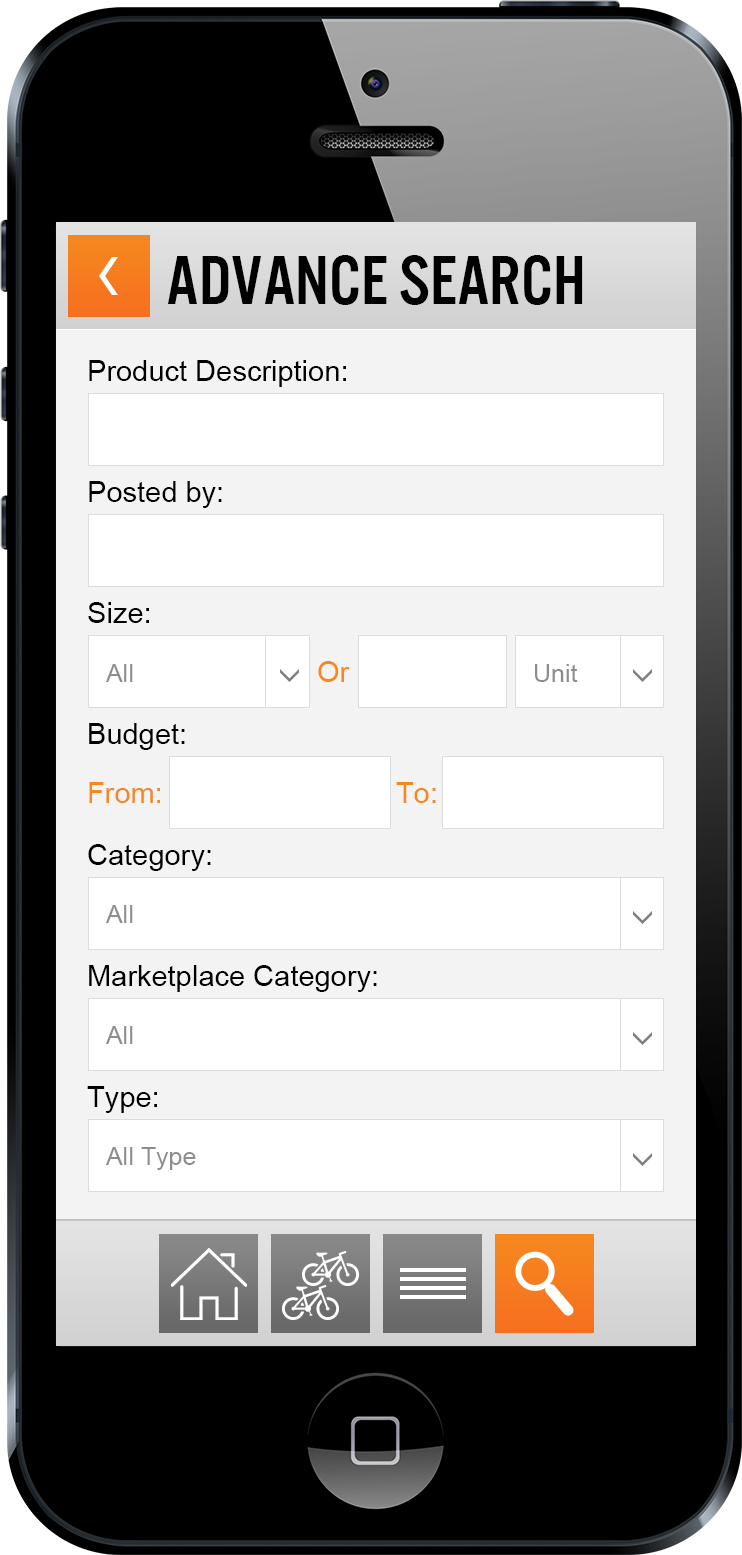 ADVANCE SEARCH
Product Description:
Posted by:
Size:
All Or Unit
Budget:
From: To:
Category:
All
Marketplace Category:
All
Type:
All Type